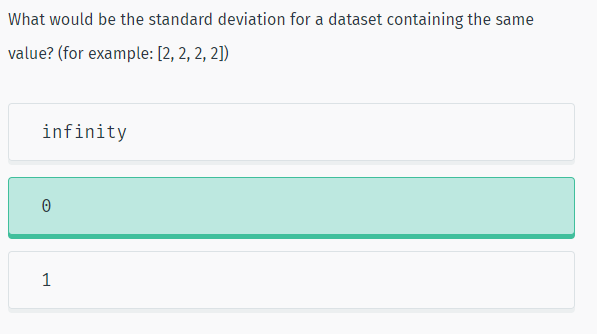 What would be the standard deviation for a dataset containing the same
value? (for example: [2, 2, 2, 2])
infinity
0
1